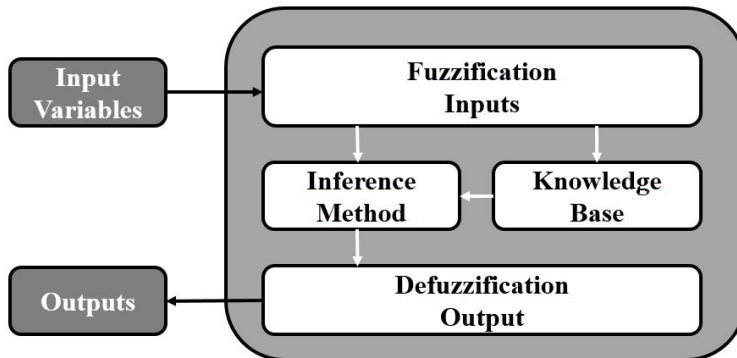 Input
Variables
Fuzzification
Inputs
Inference
Method
Knowledge
Base
Outputs
Defuzzification
Output